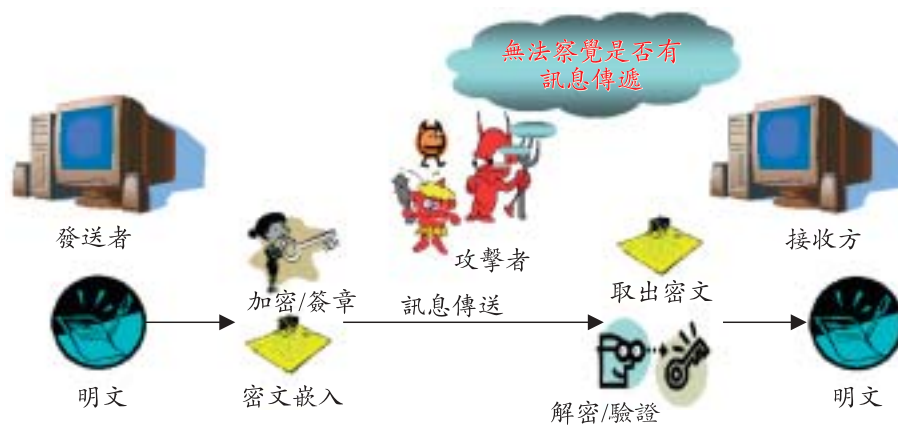 無法察覺是否有
訊息傳遞
發送者
攻擊者
接收方
加密/簽章
訊息傳送
取出密文
明文
密文嵌入
解密/驗證
明文